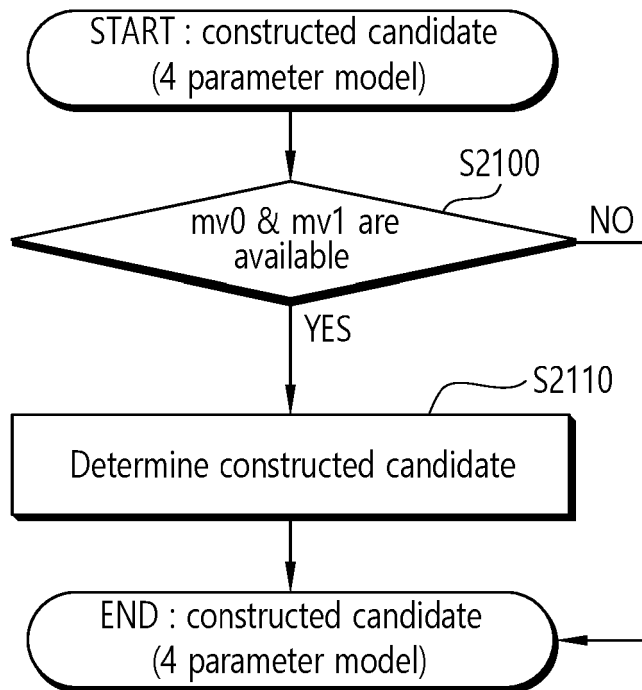 START : constructed candidate
(4 parameter model)
S2100
mv0 & mv1 are
available
NO
YES
S2110
Determine constructed candidate
END : constructed candidate
(4 parameter model)